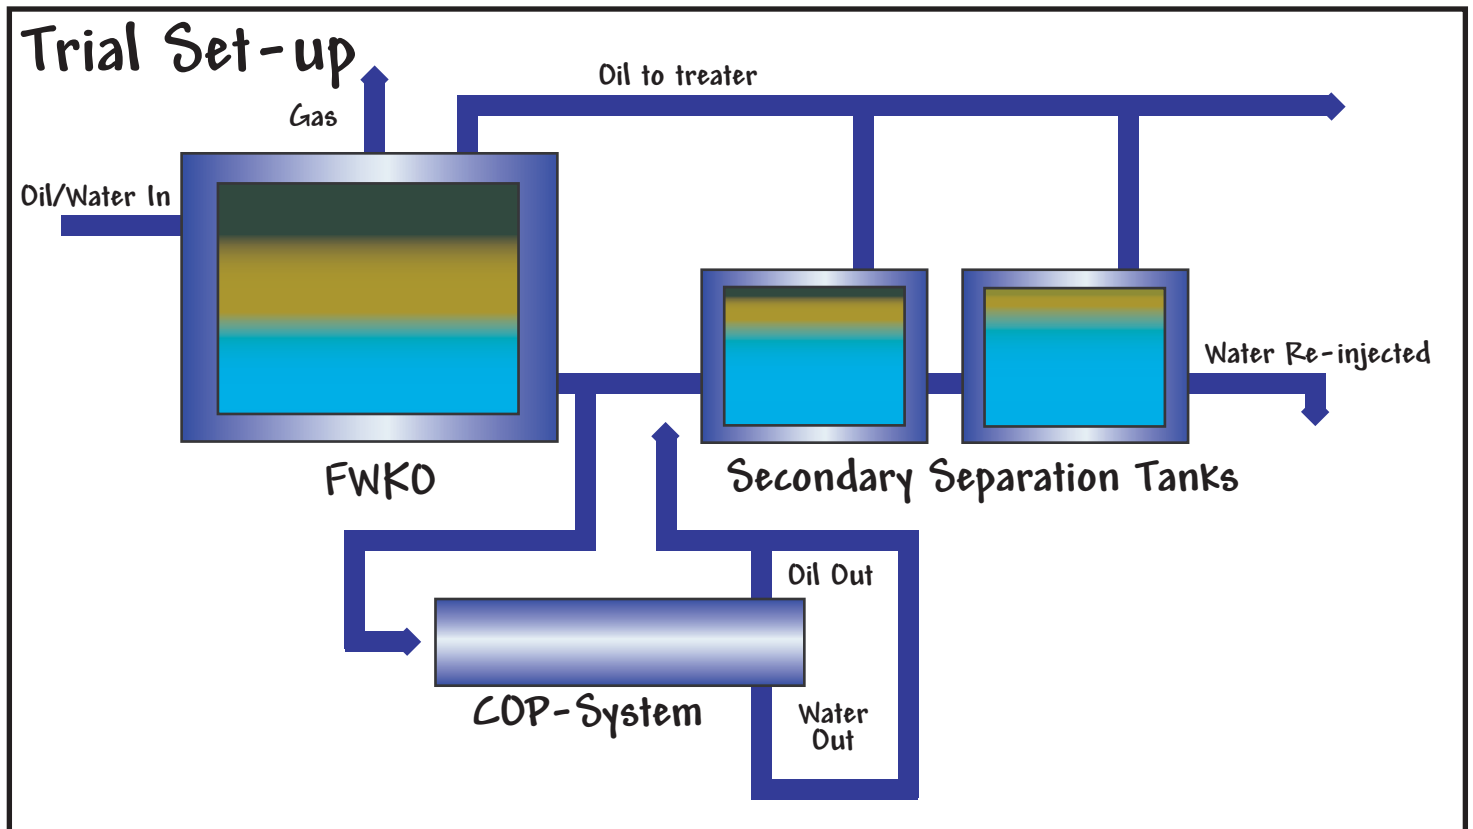 Trial Set-up
Oil to treater
Gas
Oil/Water In
Water Re-injected
FWKO
Secondary Separation Tanks
Oil Out
COP-System
Water
Out